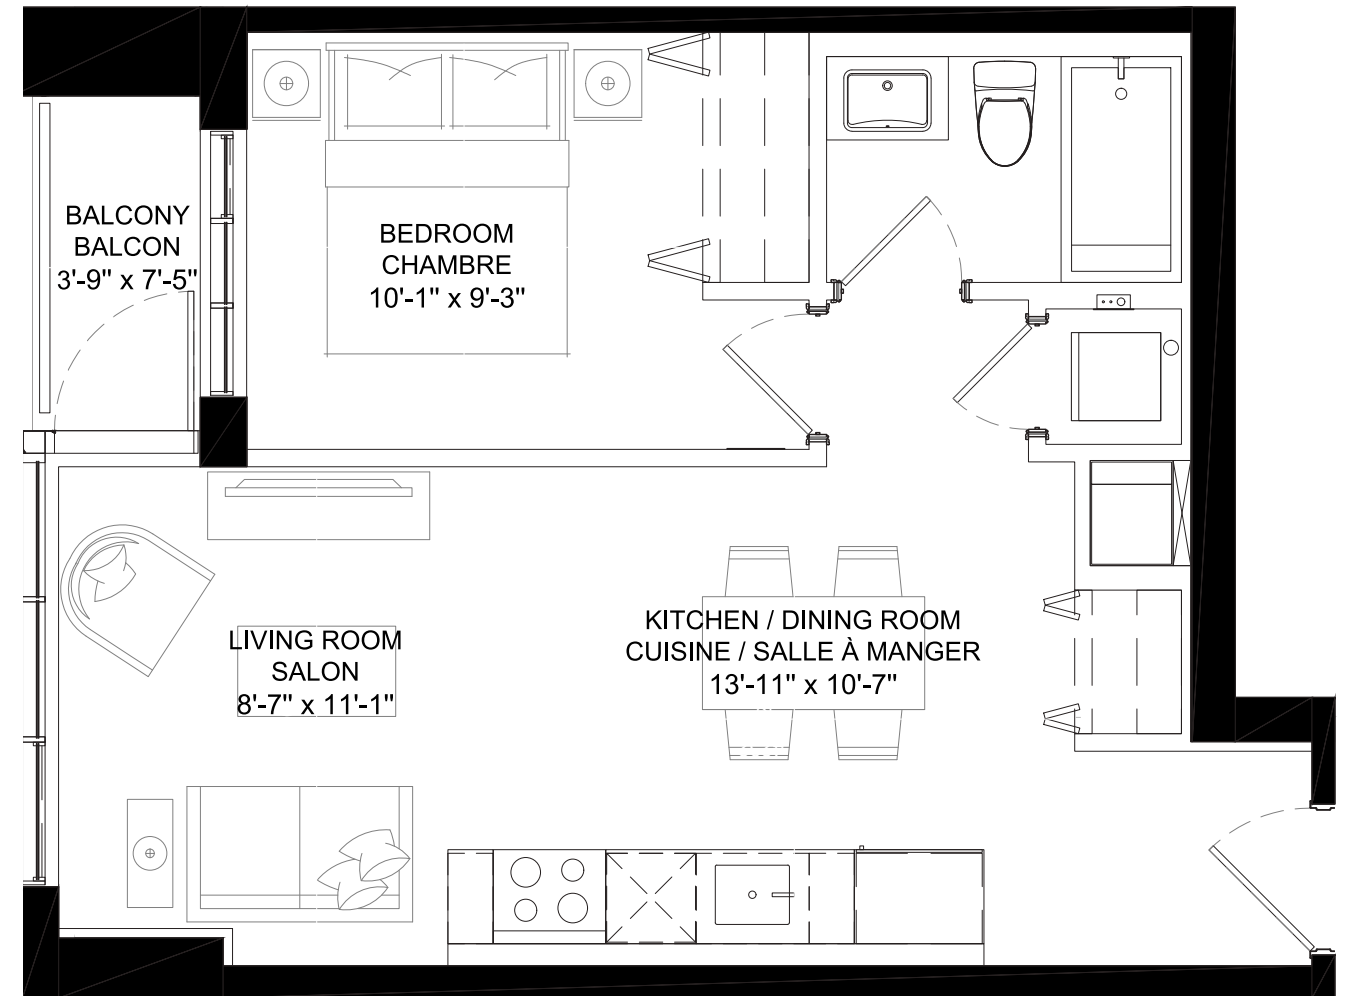 BALCONY
BALCON
3'-9" x 7'-5"
BEDROOM
CHAMBRE
10'-1" x 9'-3"
LIVING ROOM
SALON
8'-7" x 11'-1"
KITCHEN / DINING ROOM
CUISINE / SALLE À MANGER
13'-11" x 10'-7"